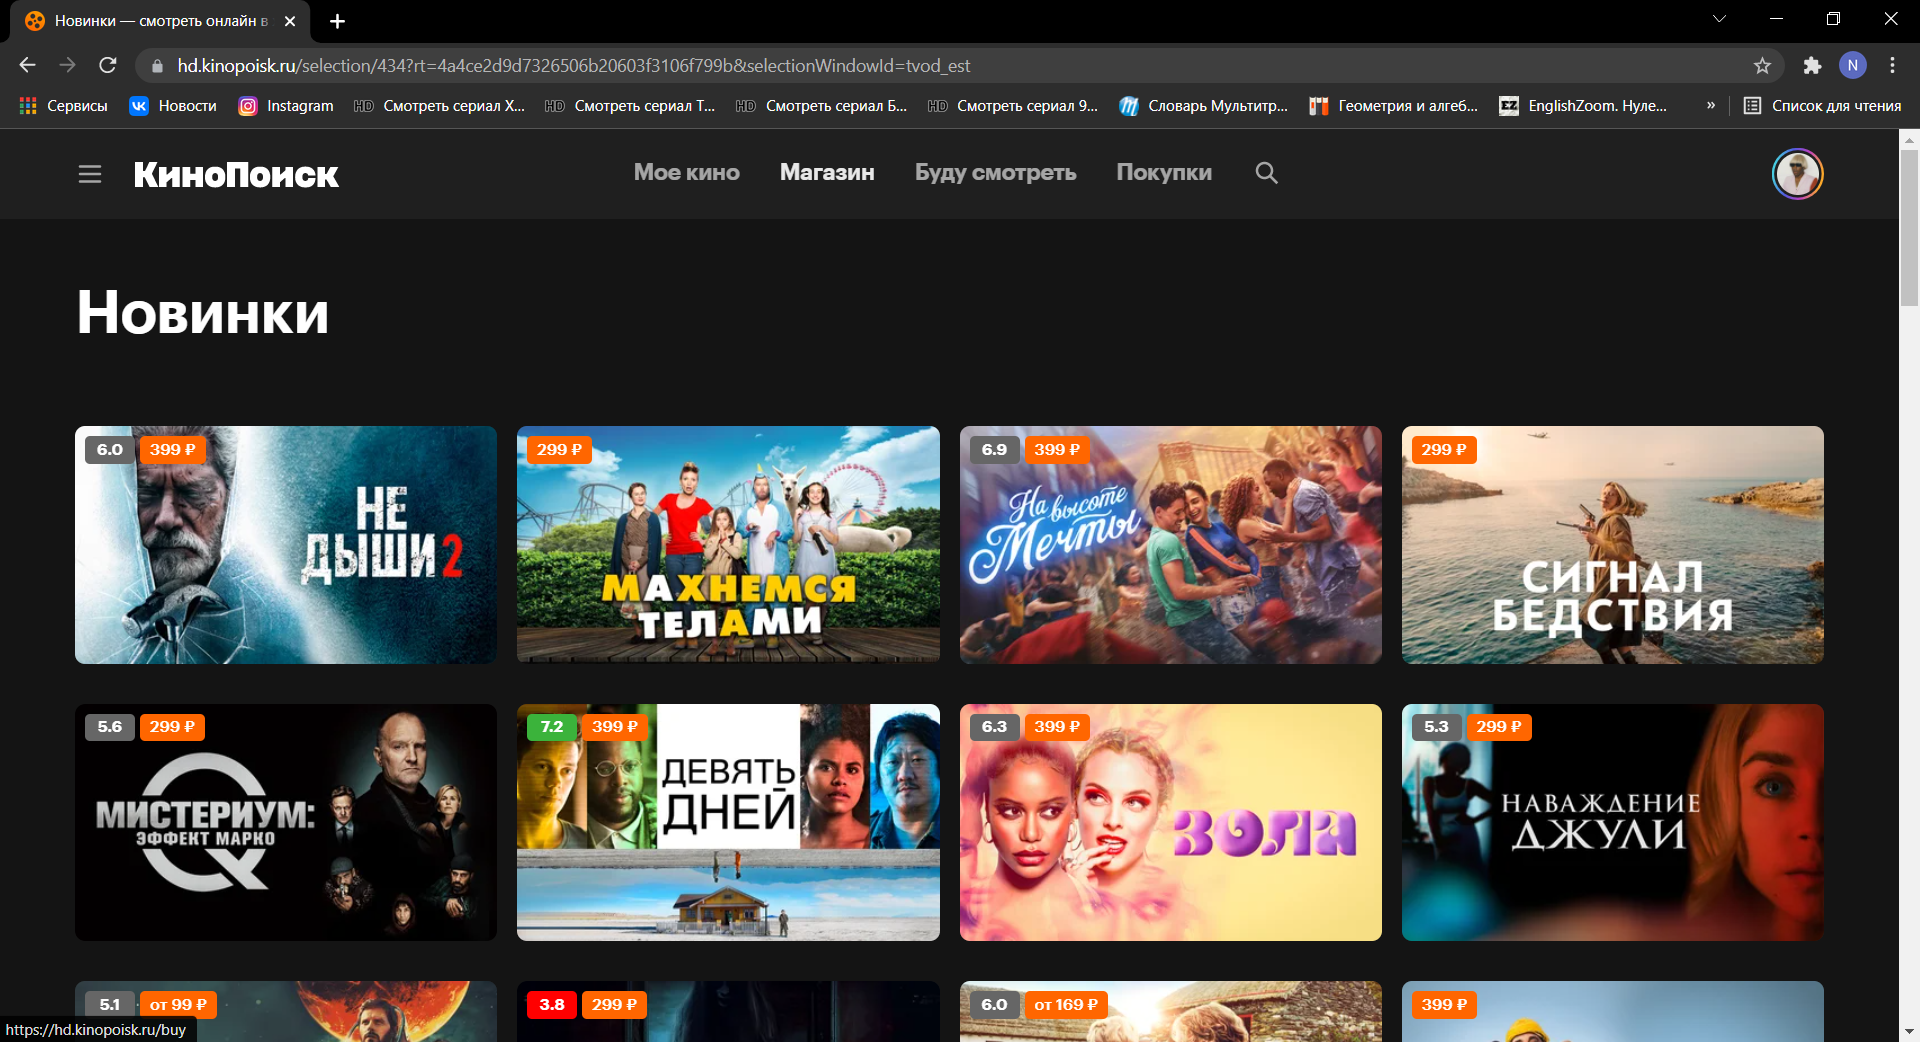 Новинки — смотреть онлайн в
hd.kinopoisk.ru/selection/434?rt=4a4ce2d9d7326506b20603f3106f799b&selectionWindowId=tvod_est
N
Сервисы
Новости
Instagram
HD Смотреть сериал Х...
HD Смотреть сериал Т...
HD Смотреть сериал Б...
HD Смотреть сериал 9...
Словарь Мультитр...
Геометрия и алгеб...
EZ EnglishZoom. Нуле...
»
Список для чтения
КиноПоиск
Мое кино
Магазин
Буду смотреть
Покупки
Новинки
6.0 399 ₽
НЕ
ДЫШИ 2
299 ₽
МАХНЕМСЯ
ТЕЛАМИ
6.9 399 ₽
На высоте
Мечты
299 ₽
СИГНАЛ
БЕДСТВИЯ
5.6 299 ₽
МИСТЕРИУМ:
ЭФФЕКТ МАРКО
7.2 399 ₽
ДЕВЯТЬ
ДНЕЙ
6.3 399 ₽
ЗОЛА
5.3 299 ₽
НАВАЖДЕНИЕ
ДЖУЛИ
5.1 от 99 ₽
3.8 299 ₽
6.0 от 169 ₽
399 ₽
https://hd.kinopoisk.ru/buy